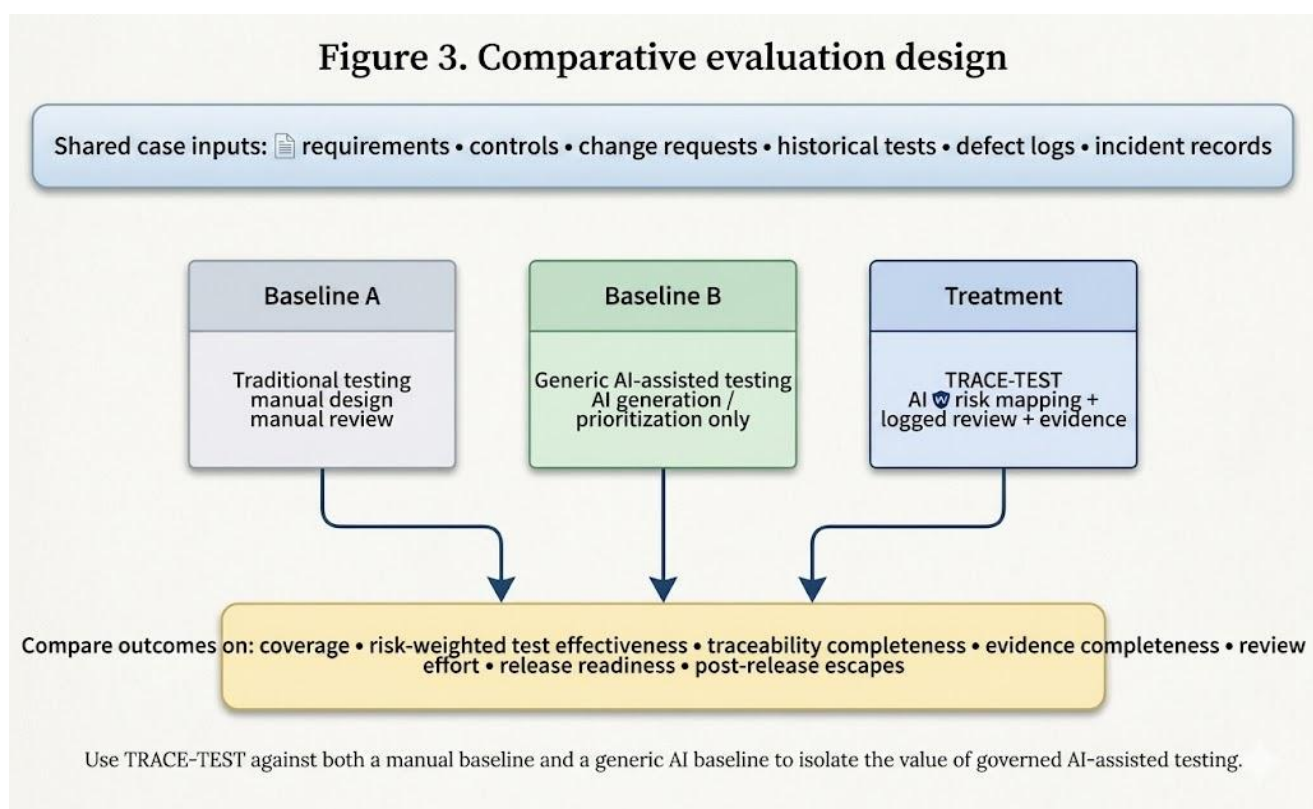 Figure 3. Comparative evaluation design
Shared case inputs: requirements • controls • change requests • historical tests • defect logs • incident records
Baseline A
Traditional testing
manual design
manual review
Baseline B
Generic AI-assisted testing
AI generation /
prioritization only
Treatment
TRACE-TEST
AI W risk mapping +
logged review + evidence
Compare outcomes on: coverage • risk-weighted test effectiveness • traceability completeness • evidence completeness • review
effort • release readiness • post-release escapes
Use TRACE-TEST against both a manual baseline and a generic AI baseline to isolate the value of governed AI-assisted testing.